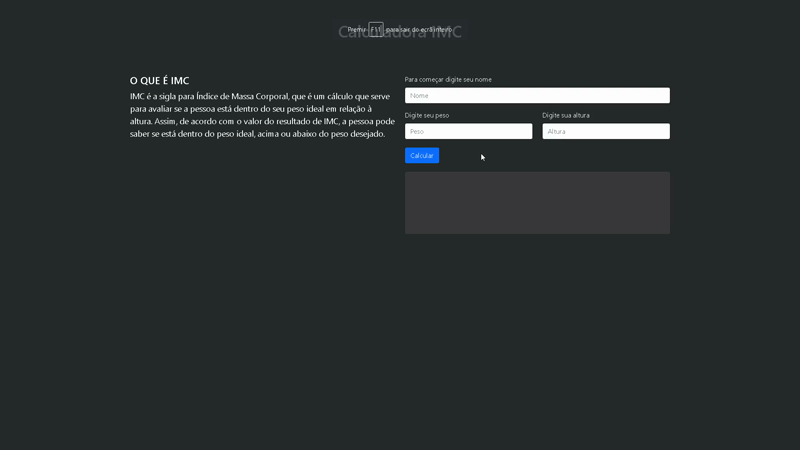 Calculadora IMC
Premir F11 para sair do ecrã inteiro
O QUE É IMC
IMC é a sigla para Índice de Massa Corporal, que é um cálculo que serve
para avaliar se a pessoa está dentro do seu peso ideal em relação à
altura. Assim, de acordo com o valor do resultado de IMC, a pessoa pode
saber se está dentro do peso ideal, acima ou abaixo do peso desejado.
Para começar digite seu nome
Nome
Digite seu peso
Digite sua altura
Peso
Altura
Calcular